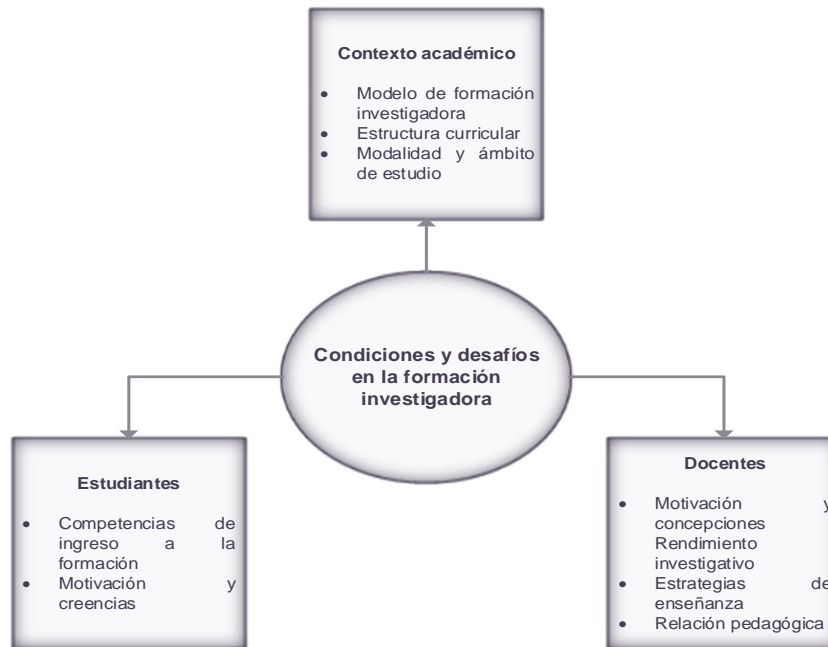 Contexto académico
• Modelo de formación
investigadora
• Estructura curricular
• Modalidad y ámbito
de estudio
Condiciones y desafíos
en la formación
investigadora
Estudiantes
• Competencias de
ingreso a la
formación
• Motivación y
creencias
Docentes
• Motivación y
concepciones
Rendimiento
investigativo
• Estrategias de
enseñanza
• Relación pedagógica